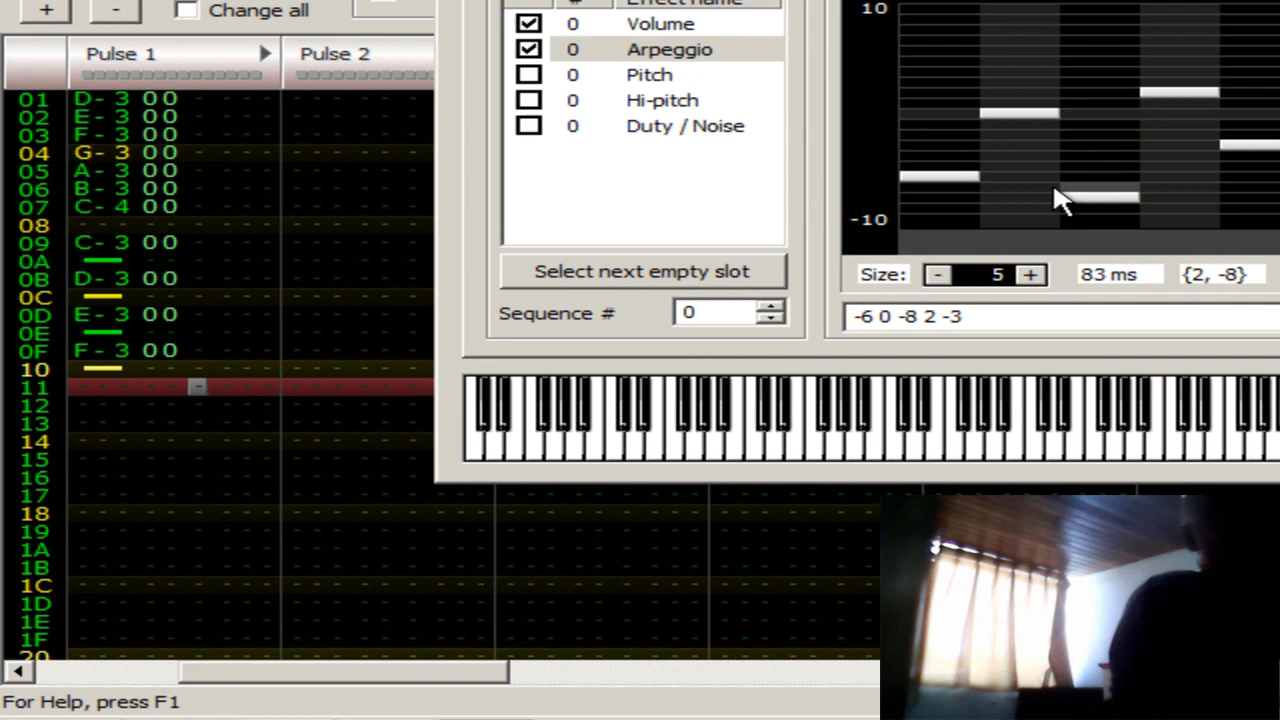 + - Change all
# Effect name
0 Volume
0 Arpeggio
0 Pitch
0 Hi-pitch
0 Duty / Noise
Select next empty slot
Sequence # 0
10
-10
Size: - 5 + 83 ms {2, -8}
-6 0 -8 2 -3
Pulse 1 Pulse 2
01 D- 3 00
02 E- 3 00
03 F- 3 00
04 G- 3 00
05 A- 3 00
06 B- 3 00
07 C- 4 00
08
09 C- 3 00
0A
0B D- 3 00
0C
0D E- 3 00
0E
0F F- 3 00
10
11
12
13
14
15
16
17
18
19
1A
1B
1C
1D
1E
1F
20
For Help, press F1